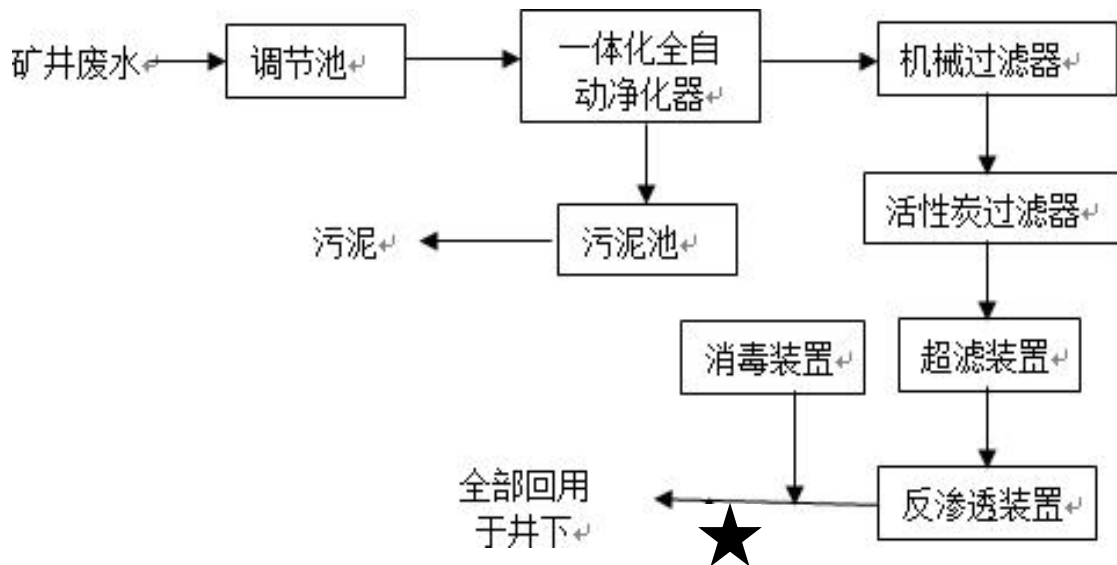 矿井废水
调节池
一体化全自
动净化器
机械过滤器
活性炭过滤器
污泥
污泥池
消毒装置
超滤装置
全部回用
于井下
反渗透装置